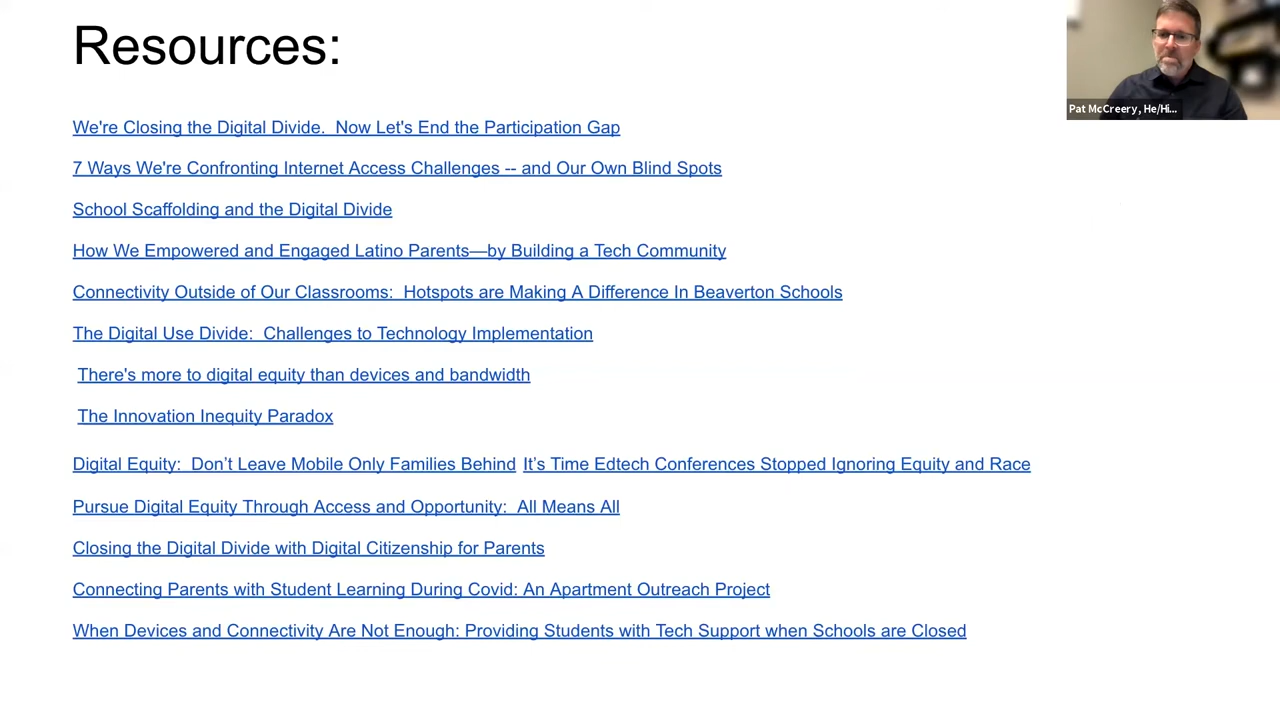 Resources:
Pat McCreery, He/Hi...
We're Closing the Digital Divide.  Now Let's End the Participation Gap
7 Ways We're Confronting Internet Access Challenges -- and Our Own Blind Spots
School Scaffolding and the Digital Divide
How We Empowered and Engaged Latino Parents—by Building a Tech Community
Connectivity Outside of Our Classrooms:  Hotspots are Making A Difference In Beaverton Schools
The Digital Use Divide:  Challenges to Technology Implementation
There's more to digital equity than devices and bandwidth
The Innovation Inequity Paradox
Digital Equity:  Don’t Leave Mobile Only Families Behind It’s Time Edtech Conferences Stopped Ignoring Equity and Race
Pursue Digital Equity Through Access and Opportunity:  All Means All
Closing the Digital Divide with Digital Citizenship for Parents
Connecting Parents with Student Learning During Covid: An Apartment Outreach Project
When Devices and Connectivity Are Not Enough: Providing Students with Tech Support when Schools are Closed